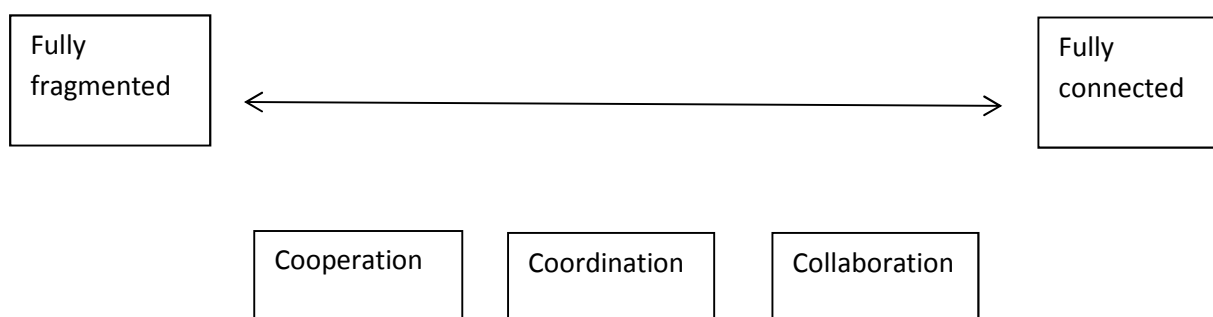 Fully
fragmented
Fully
connected
Cooperation
Coordination
Collaboration